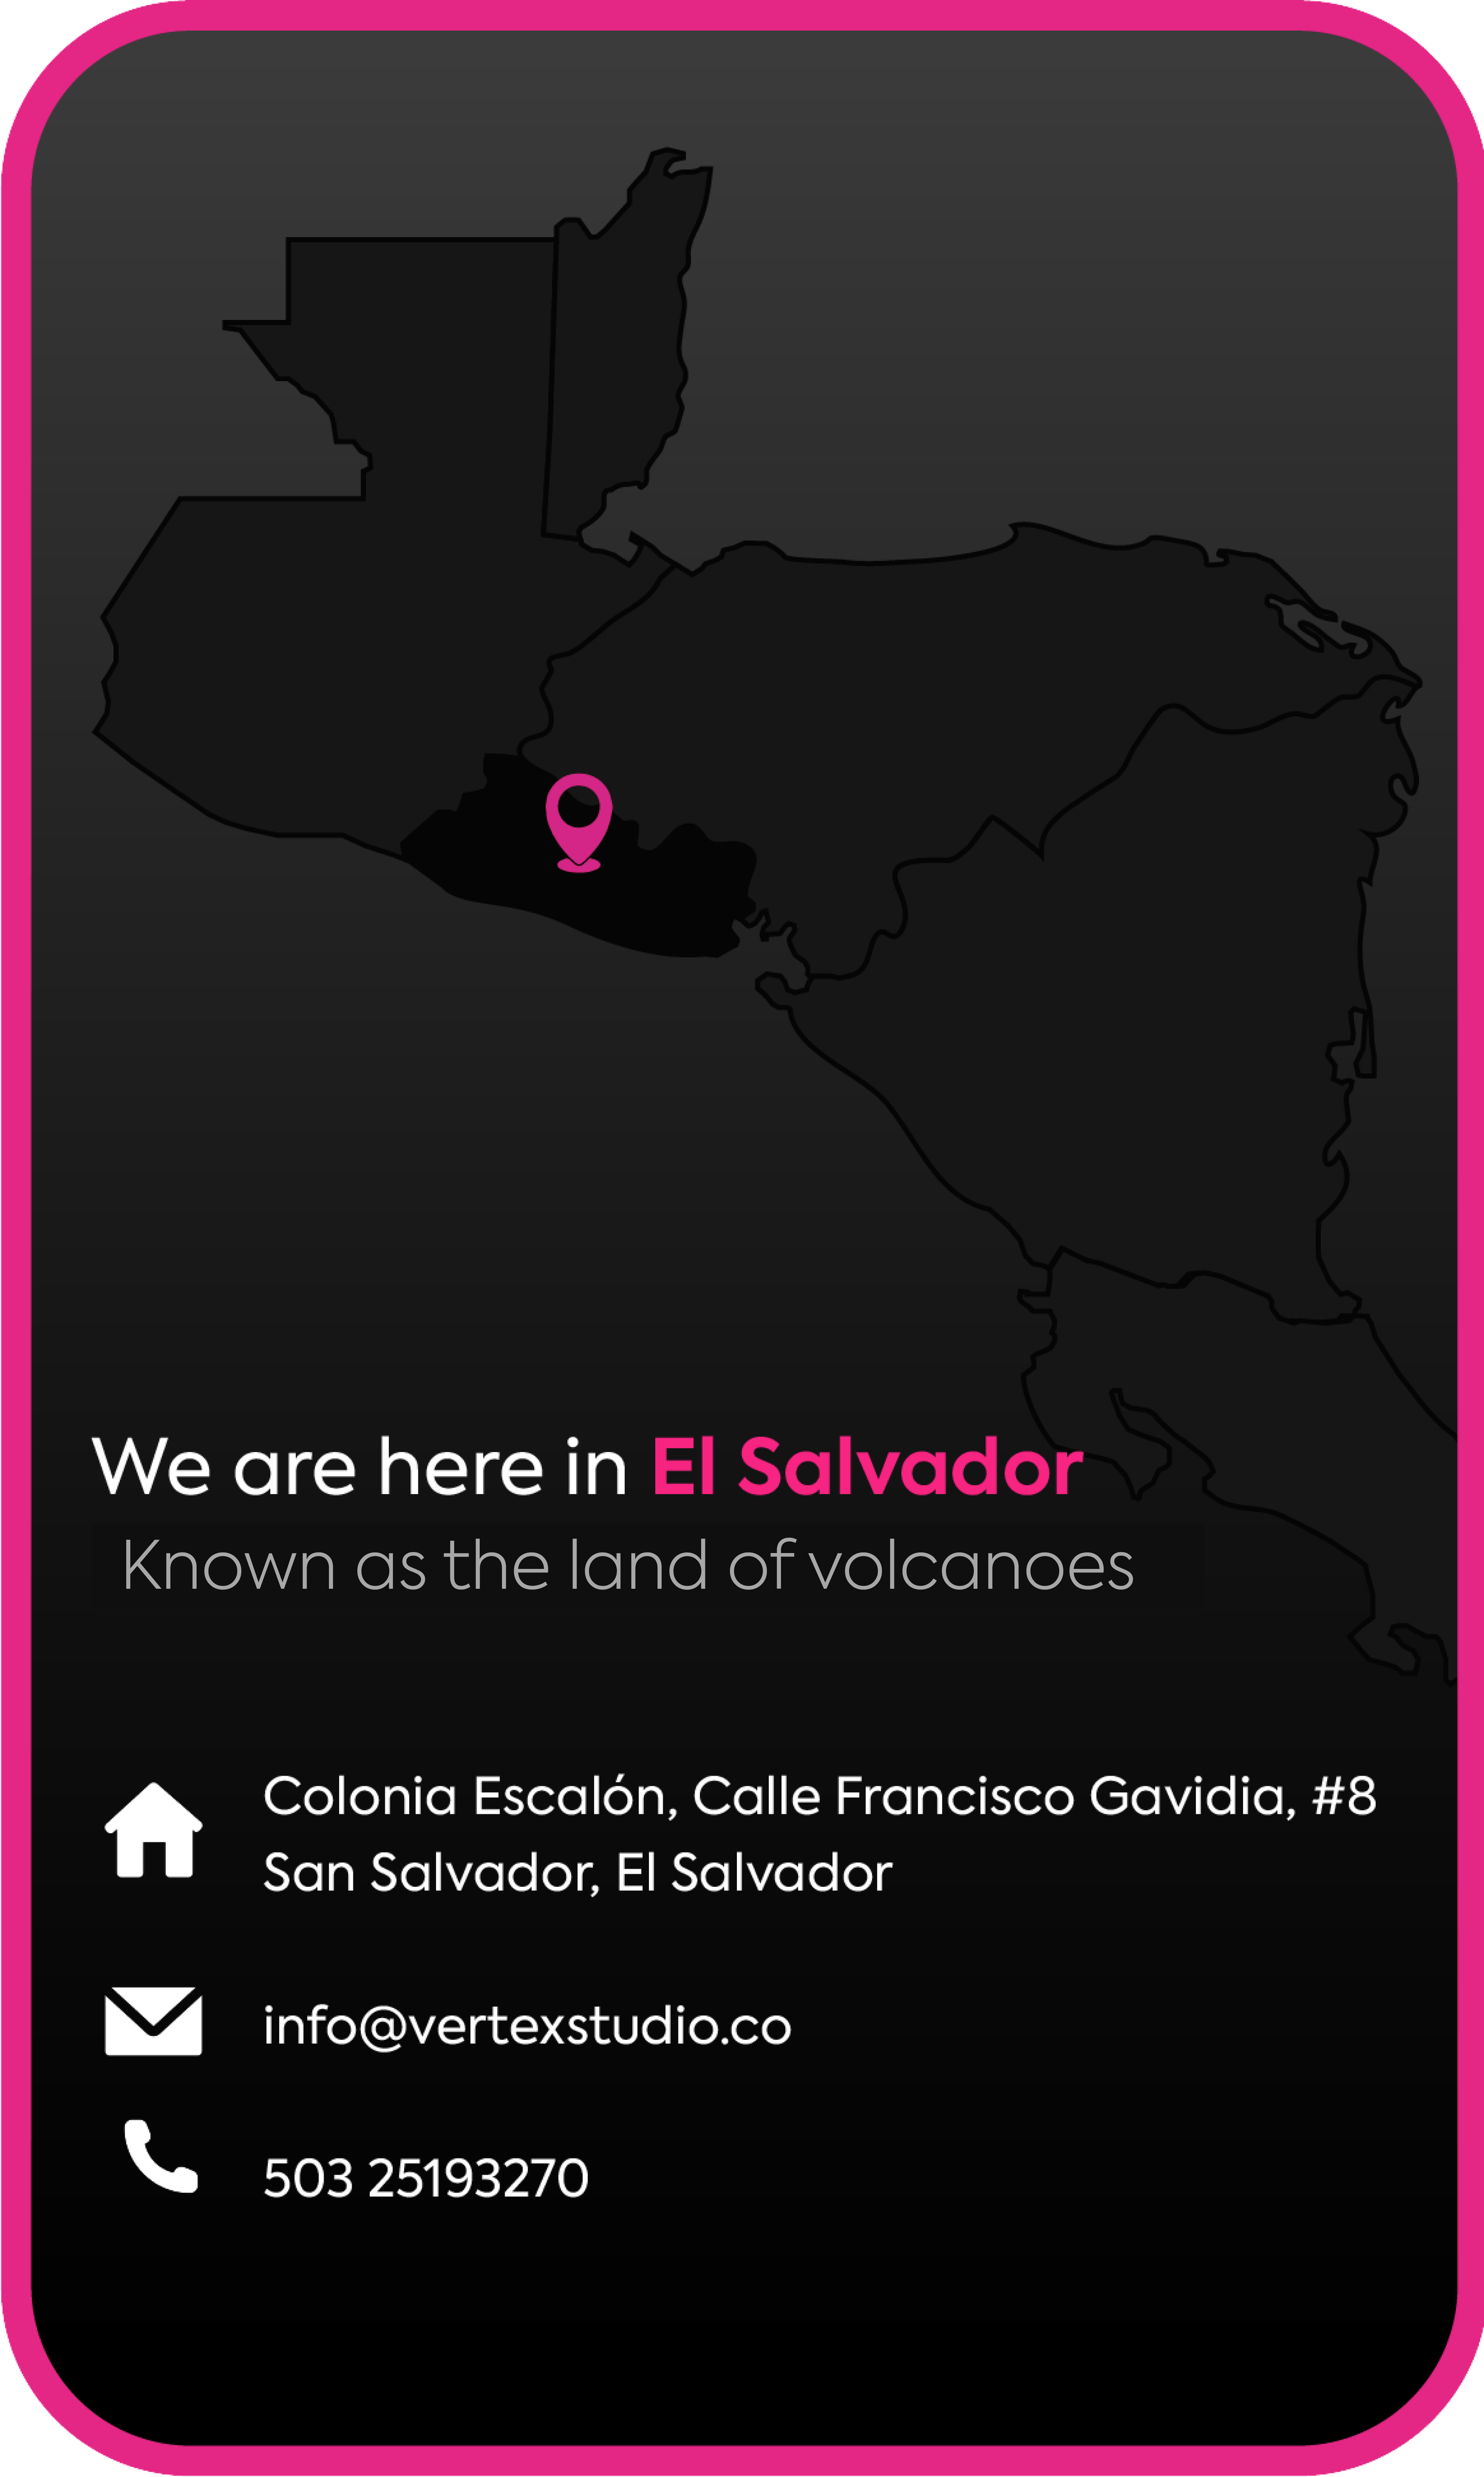 We are here in El Salvador
Known as the land of volcanoes
Colonia Escalón, Calle Francisco Gavidia, #8
San Salvador, El Salvador
info@vertexstudio.co
503 25193270